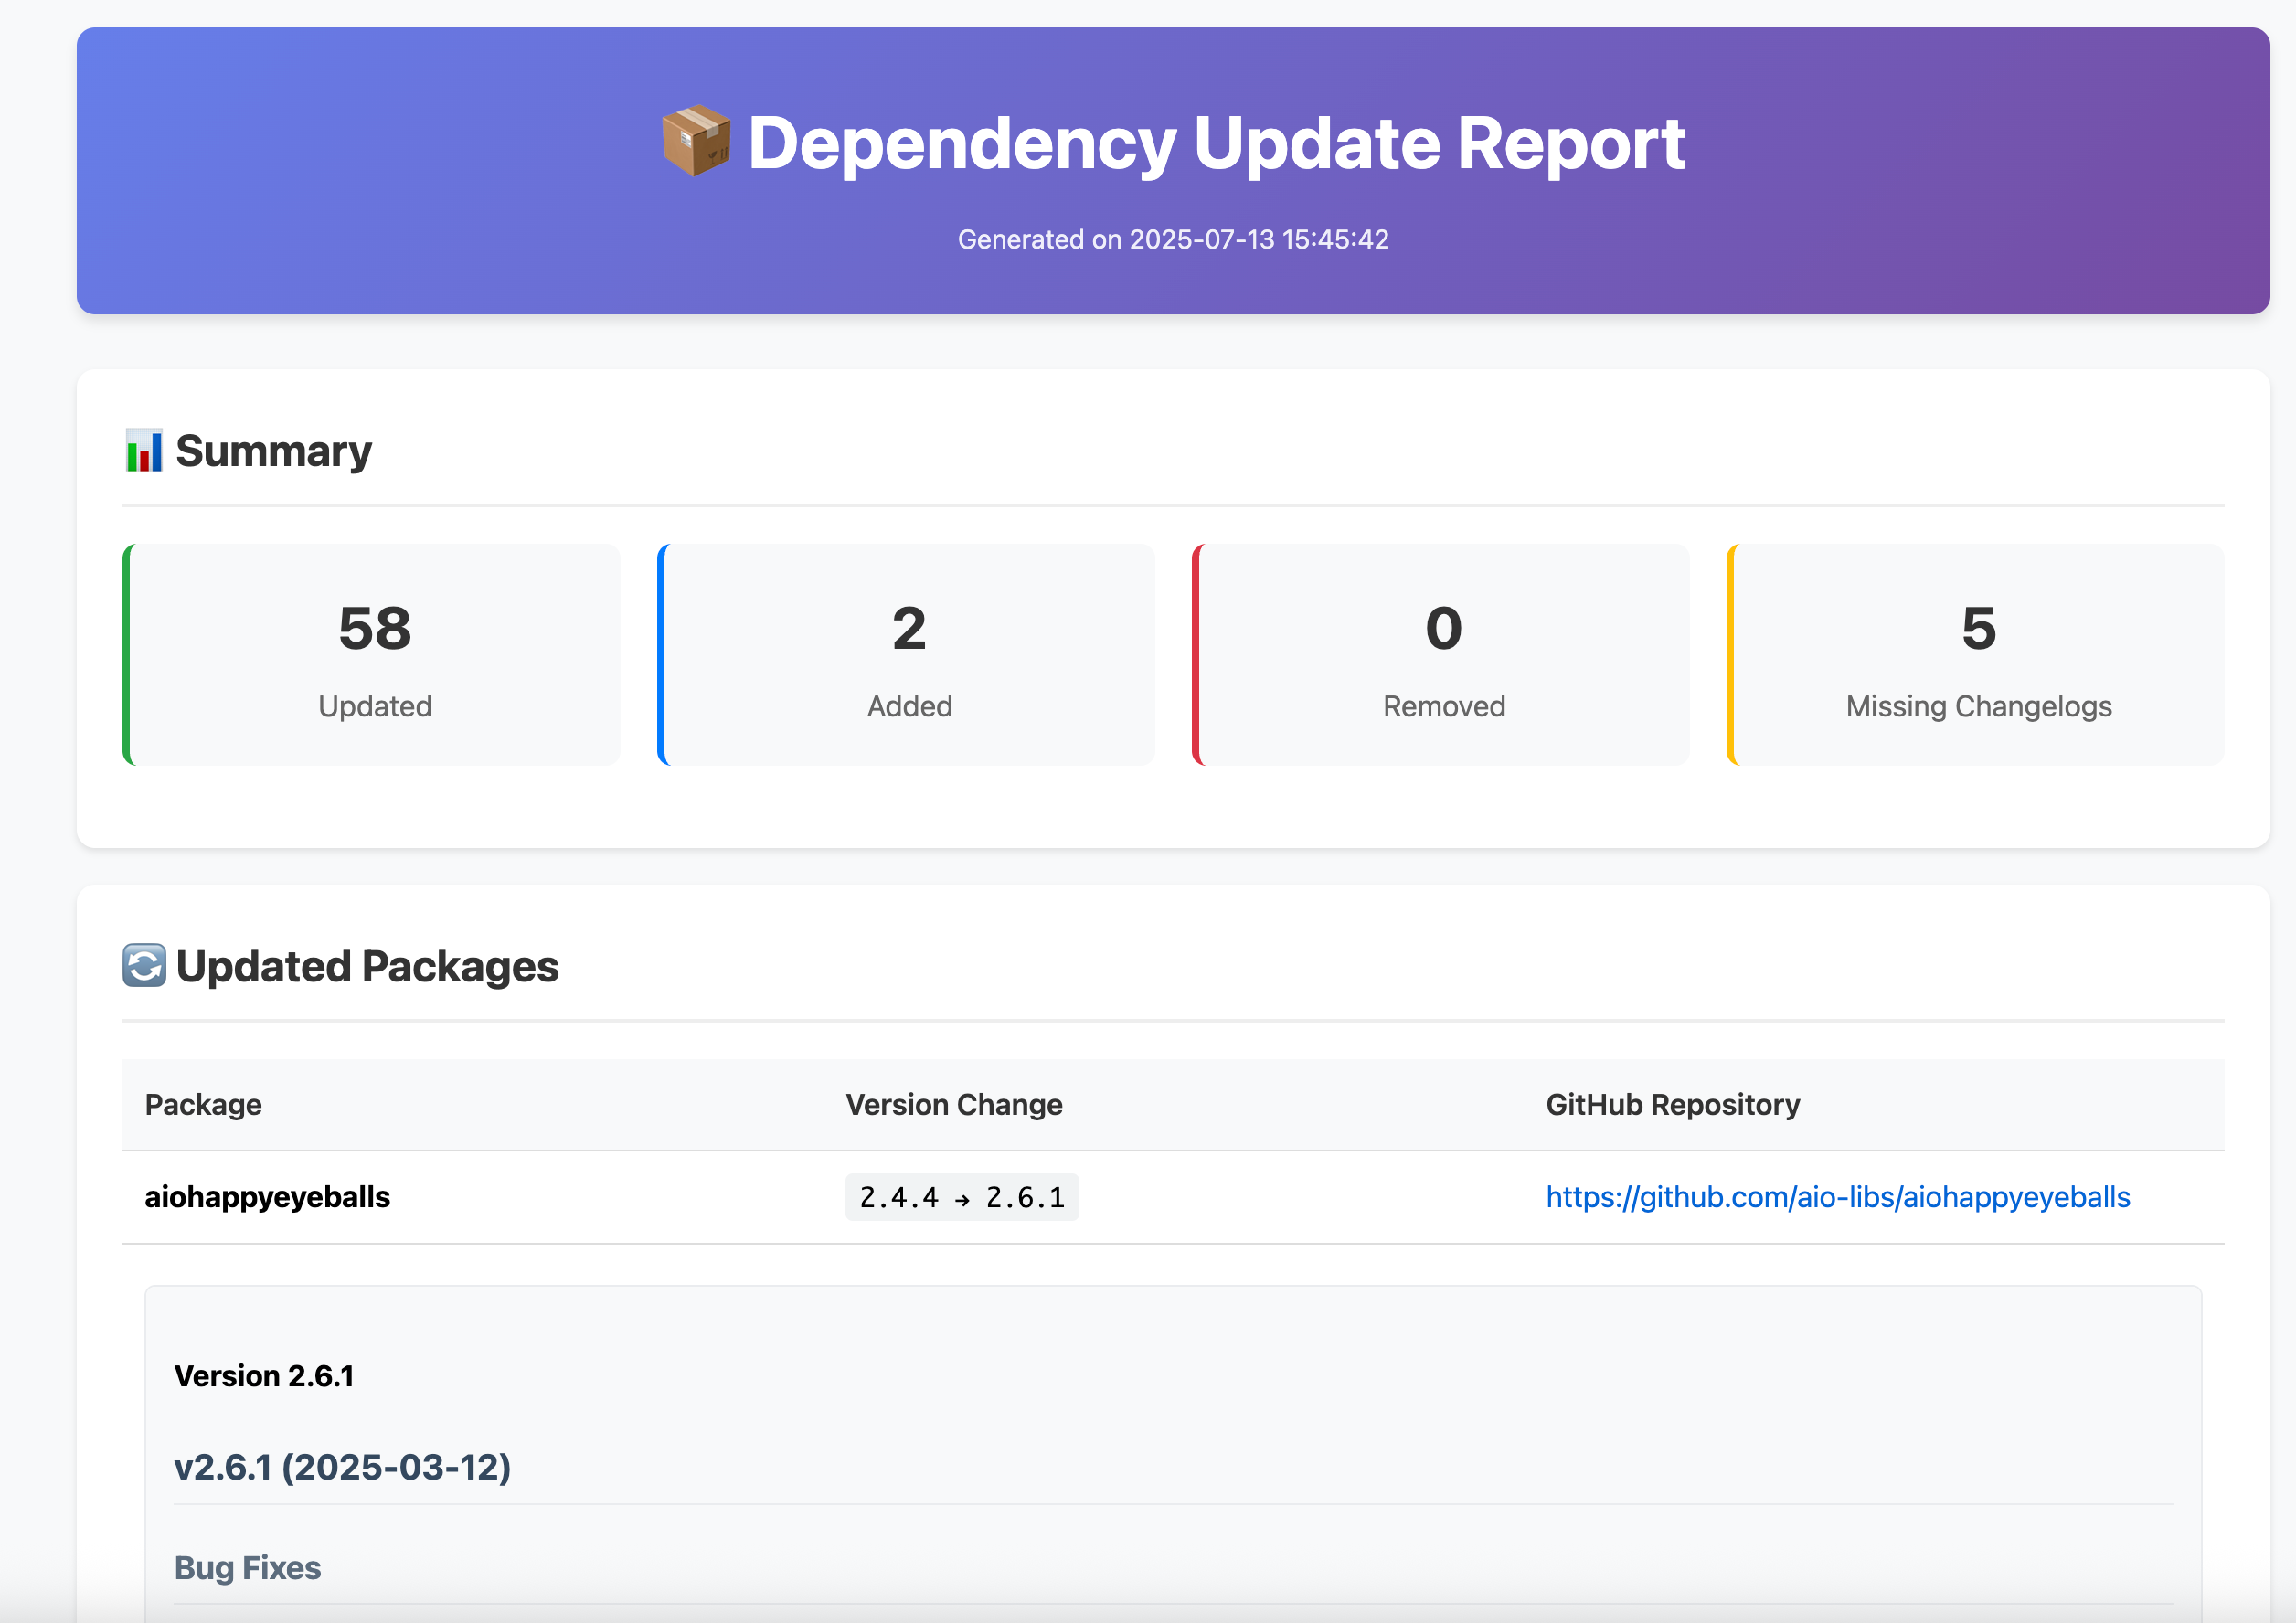 📦 Dependency Update Report
Generated on 2025-07-13 15:45:42
📊 Summary
58
Updated
2
Added
0
Removed
5
Missing Changelogs
🔄 Updated Packages
Package Version Change GitHub Repository
aiohappyeyeballs 2.4.4 → 2.6.1 https://github.com/aio-libs/aiohappyeyeballs
Version 2.6.1
v2.6.1 (2025-03-12)
Bug Fixes